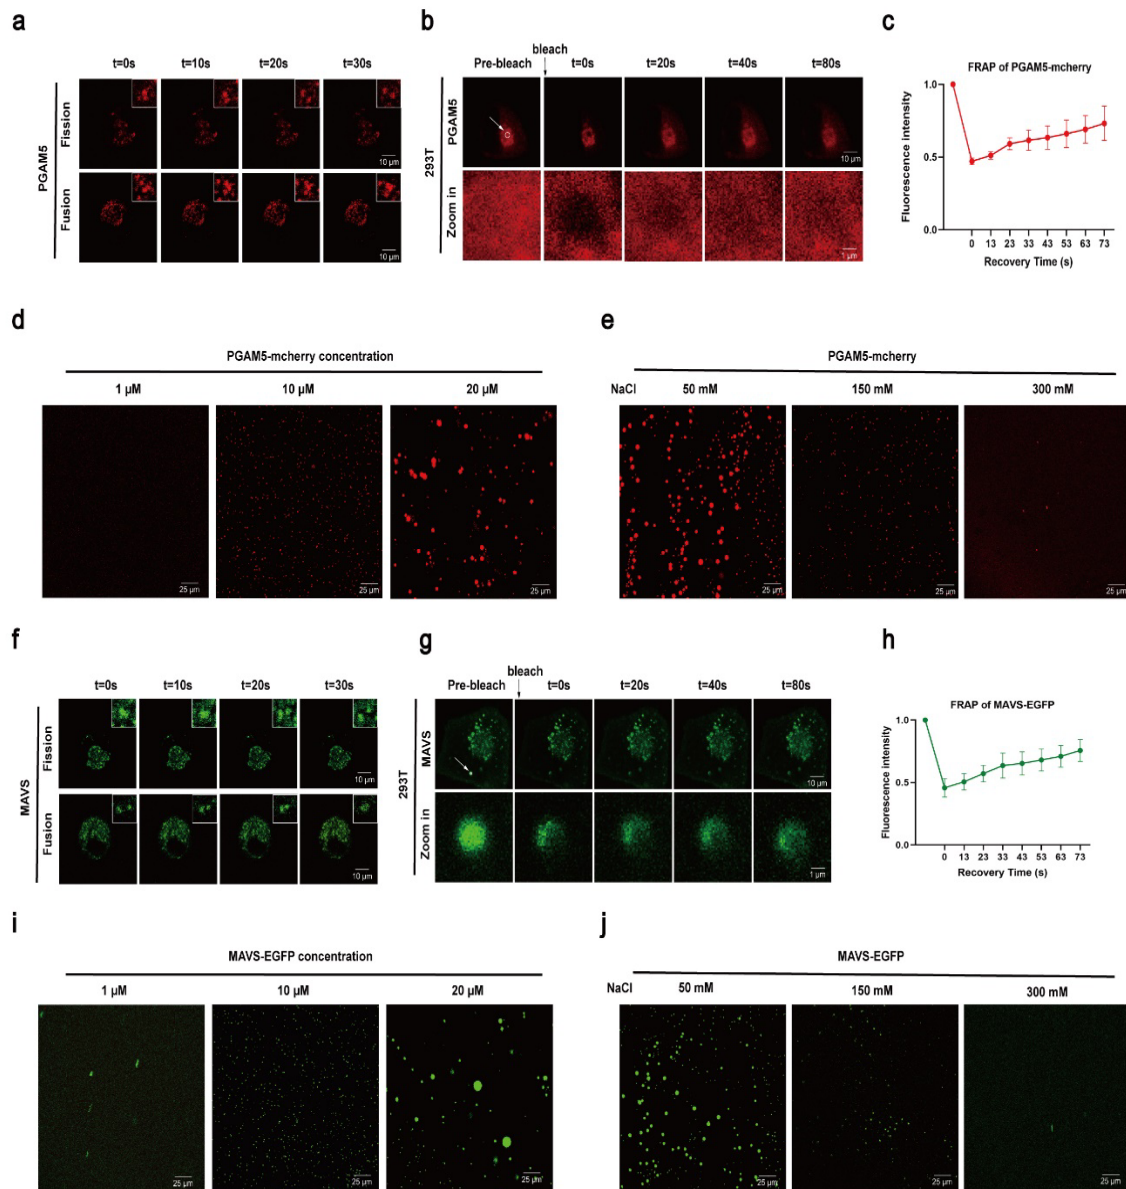 a
t=0s t=10s t=20s t=30s
PGAM5
Fission
10 μm
Fusion
10 μm
b
bleach
Pre-bleach t=0s t=20s t=40s t=80s
293T
PGAM5
10 μm
Zoom in
1 μm
c
FRAP of PGAM5-mcherry
Fluorescence intensity
1.0
0.5
0.0
0 13 23 33 43 53 63 73
Recovery Time (s)
d
PGAM5-mcherry concentration
1 μM 10 μM 20 μM
25 μm 25 μm 25 μm
e
PGAM5-mcherry
NaCl 50 mM 150 mM 300 mM
25 μm 25 μm 25 μm
f
t=0s t=10s t=20s t=30s
MAVS
Fission
10 μm
Fusion
10 μm
g
bleach
Pre-bleach t=0s t=20s t=40s t=80s
293T
MAVS
10 μm
Zoom in
1 μm
h
FRAP of MAVS-EGFP
Fluorescence intensity
1.0
0.5
0.0
0 13 23 33 43 53 63 73
Recovery Time (s)
i
MAVS-EGFP concentration
1 μM 10 μM 20 μM
25 μm 25 μm 25 μm
j
MAVS-EGFP
NaCl 50 mM 150 mM 300 mM
25 μm 25 μm 25 μm